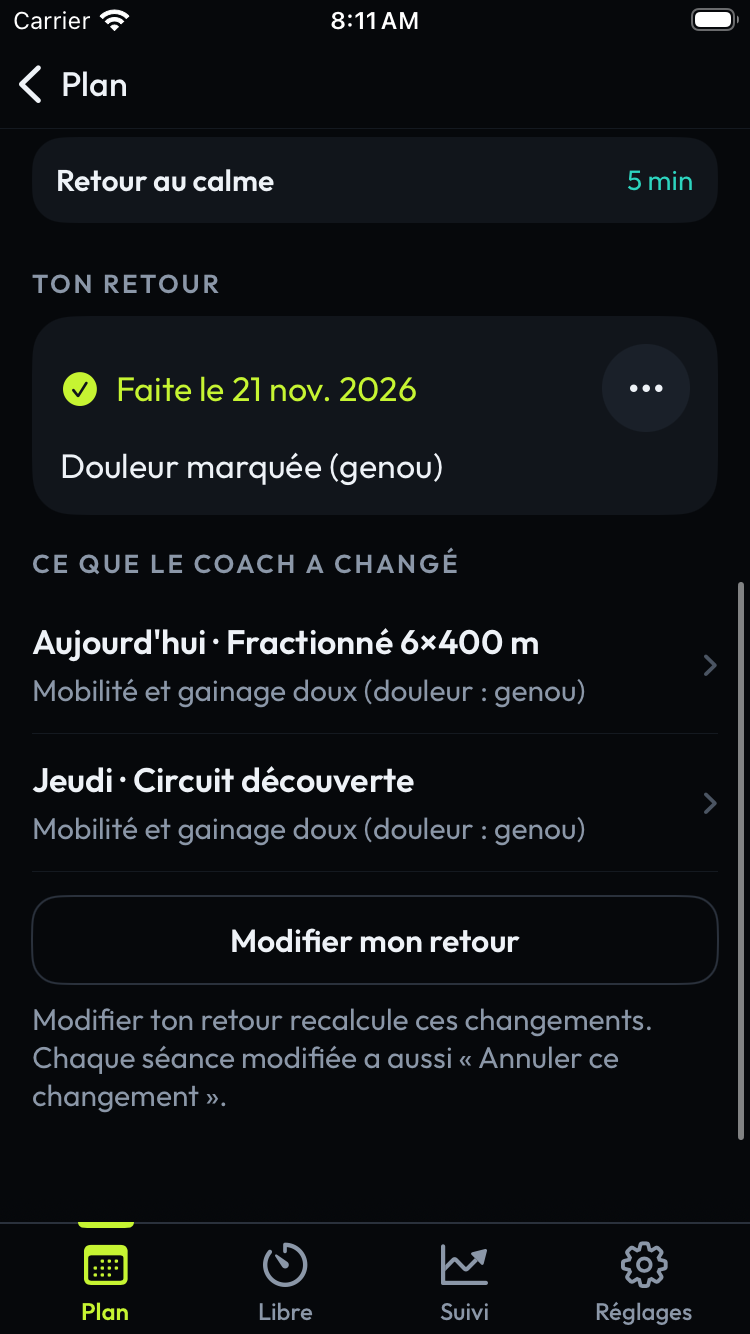 Carrier
8:11 AM
Plan
Retour au calme
5 min
TON RETOUR
Faite le 21 nov. 2026
Douleur marquée (genou)
CE QUE LE COACH A CHANGÉ
Aujourd'hui · Fractionné 6×400 m
Mobilité et gainage doux (douleur : genou)
Jeudi · Circuit découverte
Mobilité et gainage doux (douleur : genou)
Modifier mon retour
Modifier ton retour recalcule ces changements.
Chaque séance modifiée a aussi « Annuler ce
changement ».
Plan
Libre
Suivi
Réglages